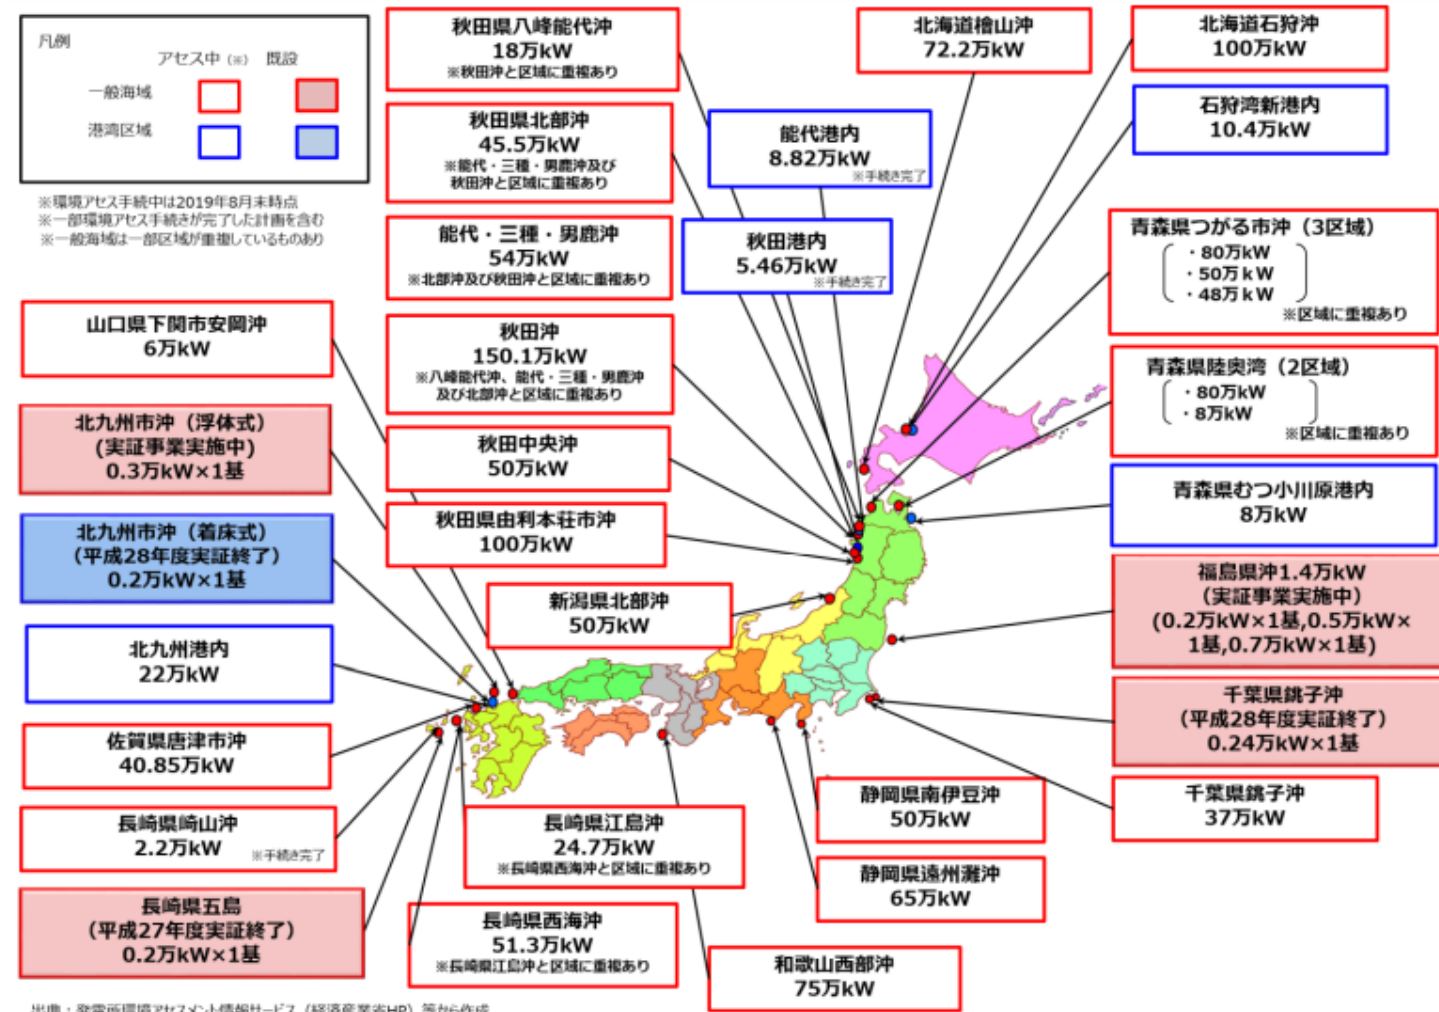 凡例
アセス中（※） 既設
一般海域
港湾区域
※環境アセス手続中は2019年8月末時点
※一部環境アセス手続きが完了した計画を含む
※一般海域は一部区域が重複しているものあり
秋田県八峰能代沖
18万kW
※秋田沖と区域に重複あり
秋田県北部沖
45.5万kW
※能代・三種・男鹿沖及び
秋田沖と区域に重複あり
能代・三種・男鹿沖
54万kW
※北部沖及び秋田沖と区域に重複あり
秋田沖
150.1万kW
※八峰能代沖、能代・三種・男鹿沖
及び北部沖と区域に重複あり
秋田中央沖
50万kW
秋田県由利本荘市沖
100万kW
新潟県北部沖
50万kW
能代港内
8.82万kW
※手続き完了
秋田港内
5.46万kW
※手続き完了
北海道檜山沖
72.2万kW
北海道石狩沖
100万kW
石狩湾新港内
10.4万kW
青森県つがる市沖（3区域）
・80万kW
・50万kW
・48万kW
※区域に重複あり
青森県陸奥湾（2区域）
・80万kW
・8万kW
※区域に重複あり
青森県むつ小川原港内
8万kW
福島県沖1.4万kW
（実証事業実施中）
(0.2万kW×1基,0.5万kW×
1基,0.7万kW×1基)
千葉県銚子沖
（平成28年度実証終了）
0.24万kW×1基
千葉県銚子沖
37万kW
静岡県南伊豆沖
50万kW
静岡県遠州灘沖
65万kW
和歌山西部沖
75万kW
山口県下関市安岡沖
6万kW
北九州市沖（浮体式）
(実証事業実施中)
0.3万kW×1基
北九州市沖（着床式）
（平成28年度実証終了）
0.2万kW×1基
北九州港内
22万kW
佐賀県唐津市沖
40.85万kW
長崎県崎山沖
2.2万kW
※手続き完了
長崎県五島
（平成27年度実証終了）
0.2万kW×1基
長崎県江島沖
24.7万kW
※長崎県西海沖と区域に重複あり
長崎県西海沖
51.3万kW
※長崎県江島沖と区域に重複あり
出典：発電所環境アセスメント情報サービス（経済産業省HP）等から作成